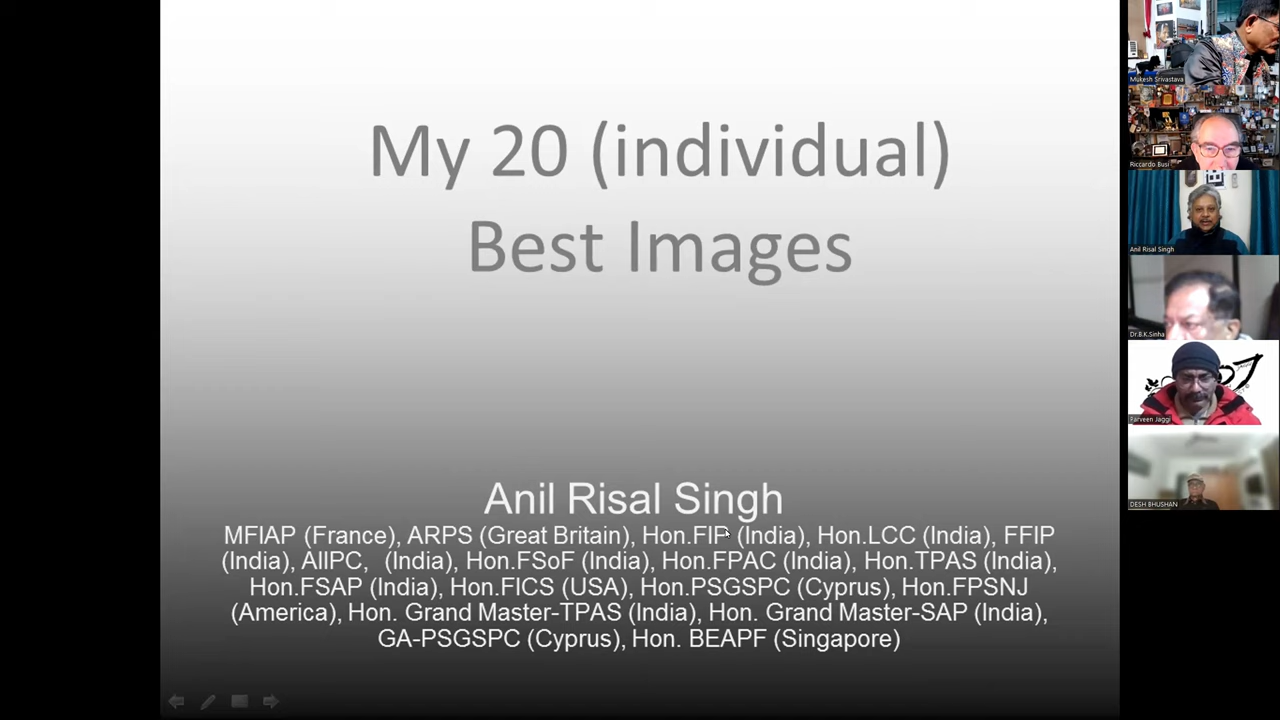 My 20 (individual)
Best Images
Anil Risal Singh
MFIAP (France), ARPS (Great Britain), Hon.FIP (India), Hon.LCC (India), FFIP
(India), AIIPC, (India), Hon.FSoF (India), Hon.FPAC (India), Hon.TPAS (India),
Hon.FSAP (India), Hon.FICS (USA), Hon.PSGSPC (Cyprus), Hon.FPSNJ
(America), Hon. Grand Master-TPAS (India), Hon. Grand Master-SAP (India),
GA-PSGSPC (Cyprus), Hon. BEAPF (Singapore)
Mukesh Srivastava
Riccardo Busi
Anil Risal Singh
Dr.B.K.Sinha
Parveen Jaggi
DESH BHUSHAN